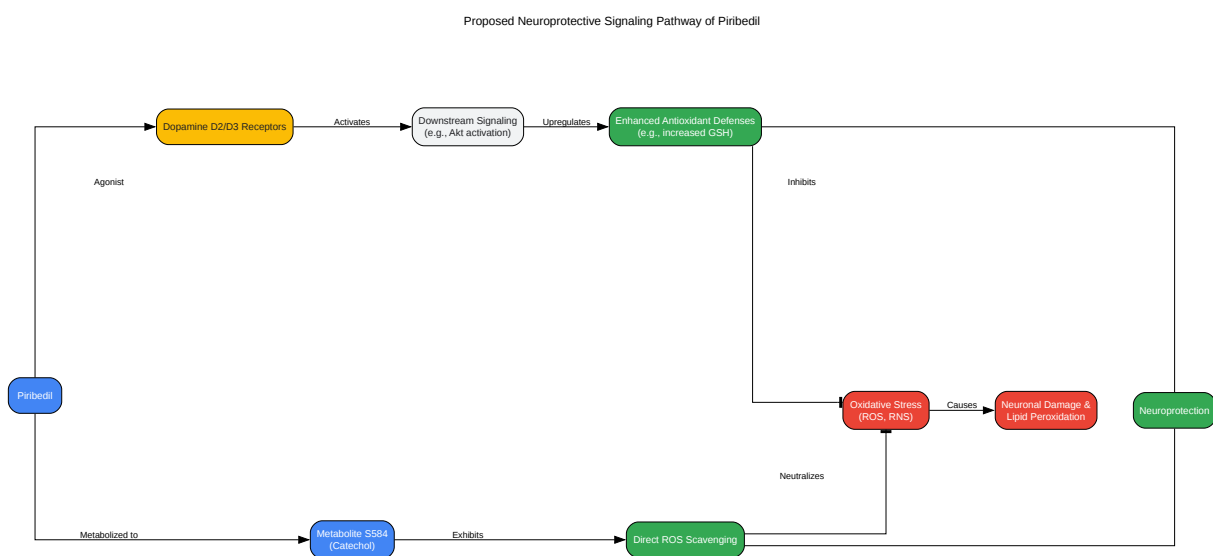 Proposed Neuroprotective Signaling Pathway of Piribedil
Dopamine D2/D3 Receptors
Activates
Downstream Signaling
(e.g., Akt activation)
Upregulates
Enhanced Antioxidant Defenses
(e.g., increased GSH)
Agonist
Inhibits
Piribedil
Oxidative Stress
(ROS, RNS)
Causes
Neuronal Damage &
Lipid Peroxidation
Neuroprotection
Neutralizes
Metabolized to
Metabolite S584
(Catechol)
Exhibits
Direct ROS Scavenging